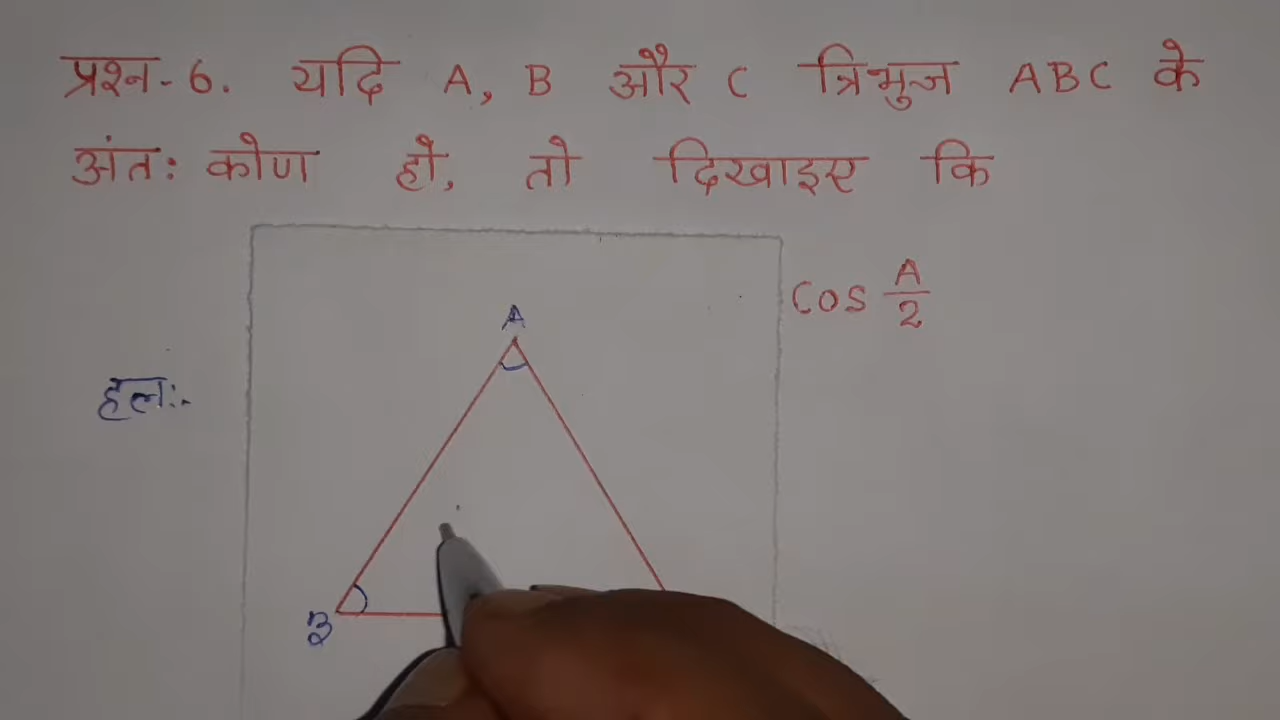 प्रश्न-6. यदि A, B और C त्रिभुज ABC के
अंतः कोण हो, तो दिखाइए कि
cos A/2
A
हलः-
B